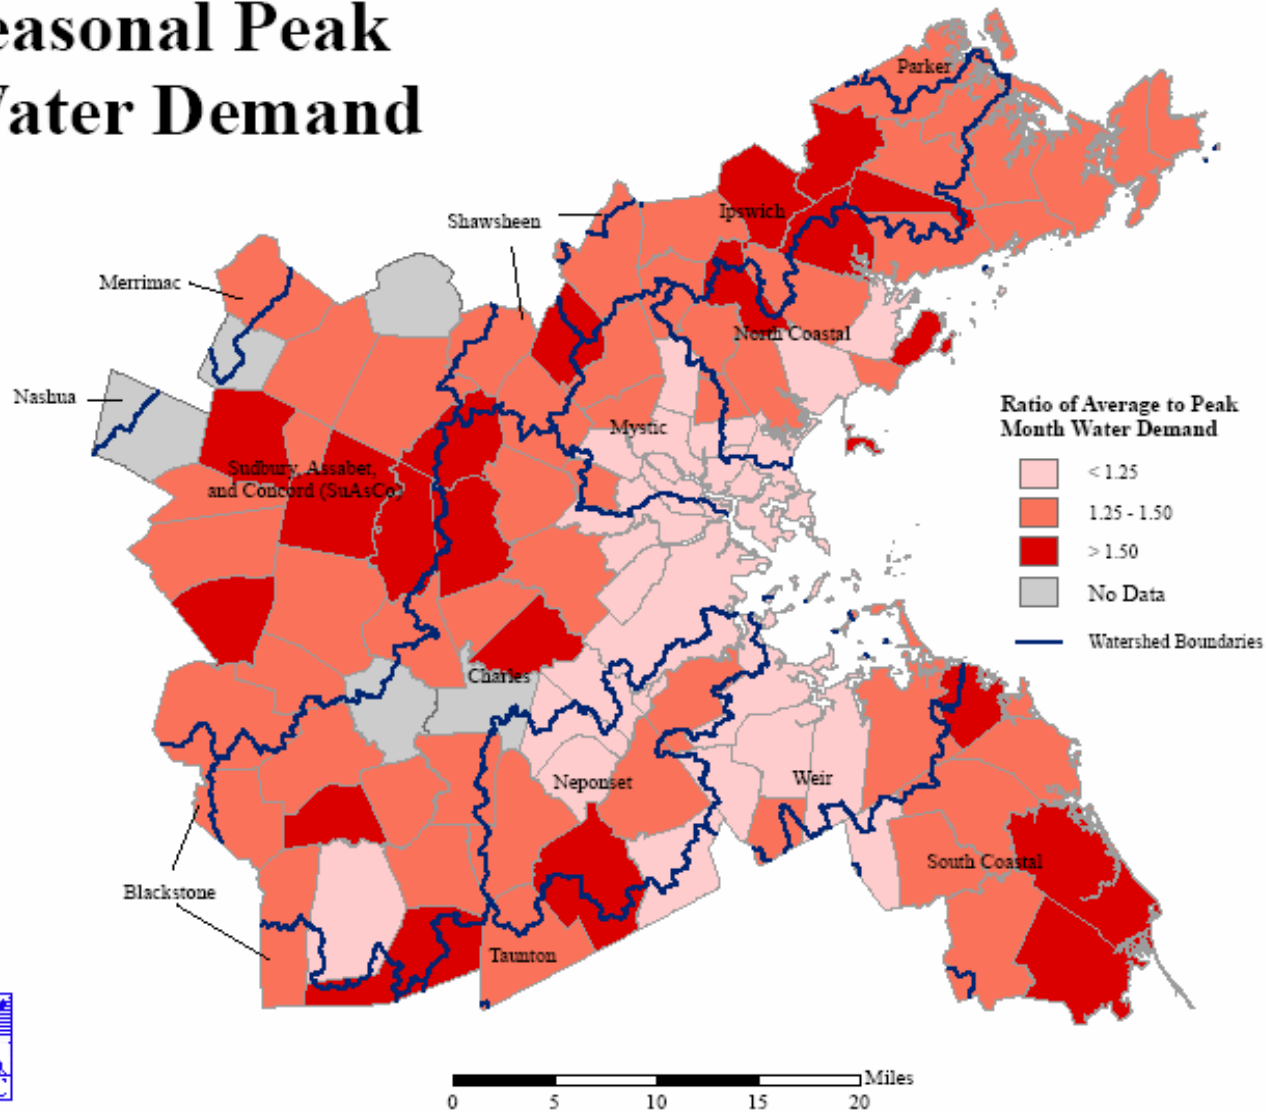 easonal Peak
Water Demand
Parker
Ipswich
Shawsheen
Merrimac
North Coastal
Nashua
Ratio of Average to Peak
Month Water Demand
Mystic
< 1.25
Sudbury, Assabet,
and Concord (SuAsCo)
1.25 - 1.50
> 1.50
No Data
Watershed Boundaries
Charles
Neponset
Weir
South Coastal
Blackstone
Taunton
Miles
0 5 10 15 20